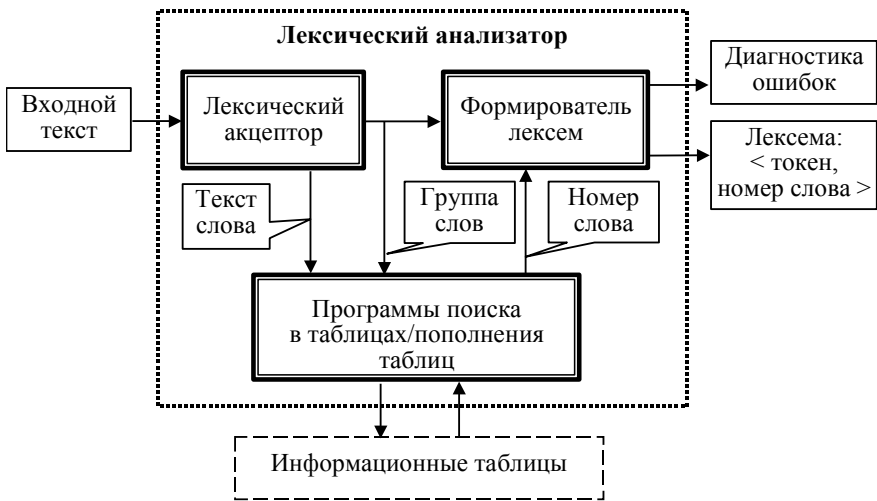 Лексический анализатор
Входной
текст
Лексический
акцептор
Формирователь
лексем
Диагностика
ошибок
Лексема:
< токен,
номер слова >
Текст
слова
Группа
слов
Номер
слова
Программы поиска
в таблицах/пополнения
таблиц
Информационные таблицы